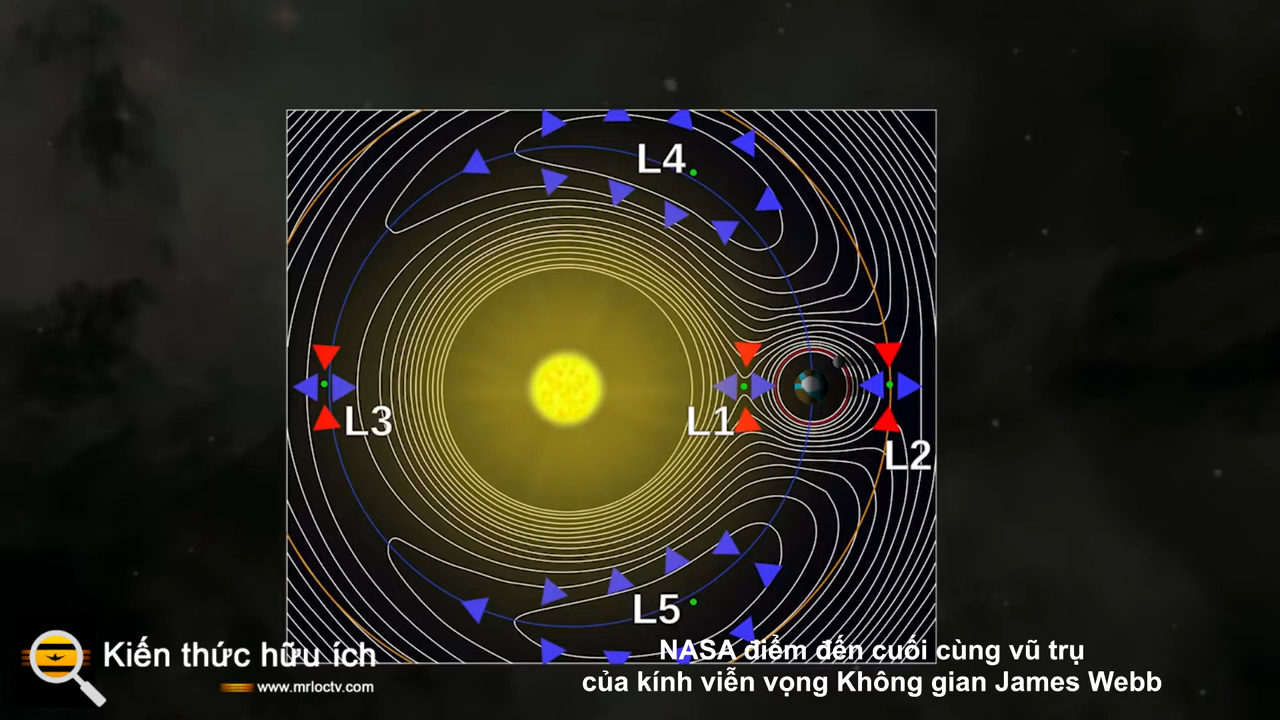 L4
L3
L1
L2
L5
Kiến thức hữu ích
www.mrloctv.com
NASA điểm đến cuối cùng vũ trụ
của kính viễn vọng Không gian James Webb